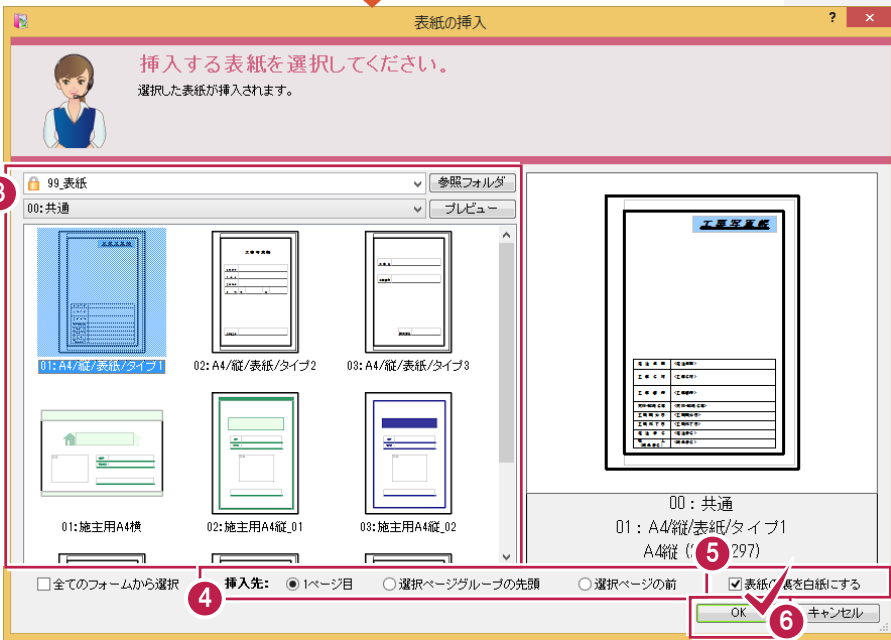 表紙の挿入
?
×
挿入する表紙を選択してください。
選択した表紙が挿入されます。
99_表紙
参照フォルダ
00:共通
プレビュー
01:A4/縦/表紙/タイプ1
02:A4/縦/表紙/タイプ2
03:A4/縦/表紙/タイプ3
01:施主用A4横
02:施主用A4縦_01
03:施主用A4縦_02
工事写真帳
00:共通
01:A4/縦/表紙/タイプ1
A4縦 (
297)
5
全てのフォームから選択
4
挿入先:
1ページ目
選択ページグループの先頭
選択ページの前
表紙の裏を白紙にする
OK
6
キャンセル